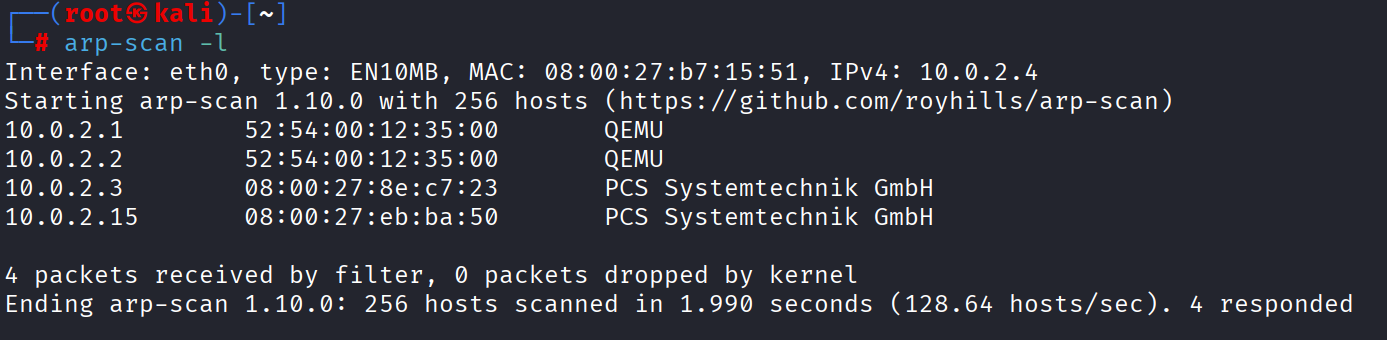 ┌──(root㉿kali)-[~]
└─# arp-scan -l
Interface: eth0, type: EN10MB, MAC: 08:00:27:b7:15:51, IPv4: 10.0.2.4
Starting arp-scan 1.10.0 with 256 hosts (https://github.com/royhills/arp-scan)
10.0.2.1        52:54:00:12:35:00       QEMU
10.0.2.2        52:54:00:12:35:00       QEMU
10.0.2.3        08:00:27:8e:c7:23       PCS Systemtechnik GmbH
10.0.2.15       08:00:27:eb:ba:50       PCS Systemtechnik GmbH
4 packets received by filter, 0 packets dropped by kernel
Ending arp-scan 1.10.0: 256 hosts scanned in 1.990 seconds (128.64 hosts/sec). 4 responded